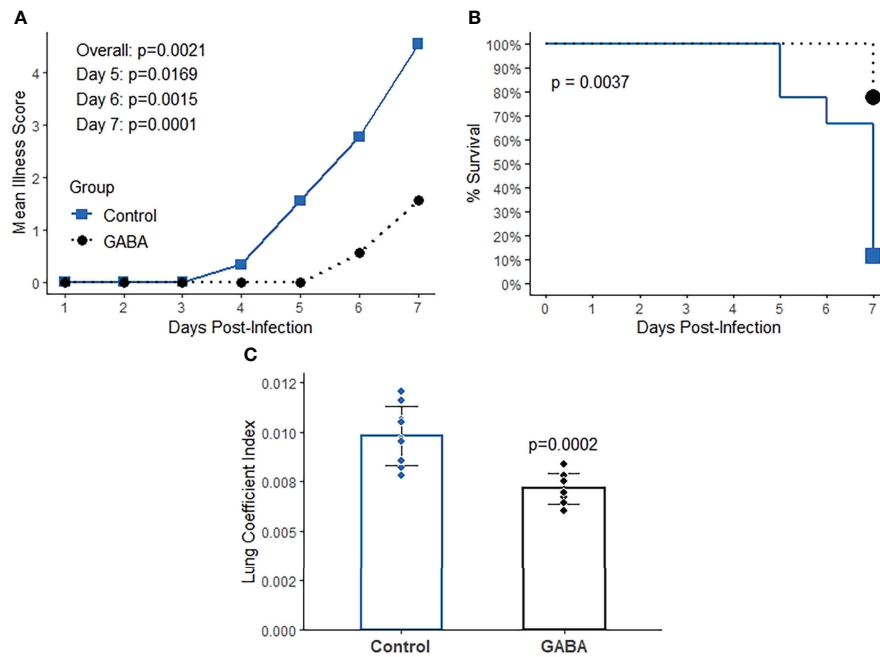 A
Overall: p=0.0021
Day 5: p=0.0169
Day 6: p=0.0015
Day 7: p=0.0001
Group
Control
GABA
Mean Illness Score
4
3
2
1
0
1 2 3 4 5 6 7
Days Post-Infection
B
p = 0.0037
% Survival
100%
90%
80%
70%
60%
50%
40%
30%
20%
10%
0%
0 1 2 3 4 5 6 7
Days Post-Infection
C
p=0.0002
Lung Coefficient Index
0.012
0.010
0.008
0.005
0.002
0.000
Control GABA